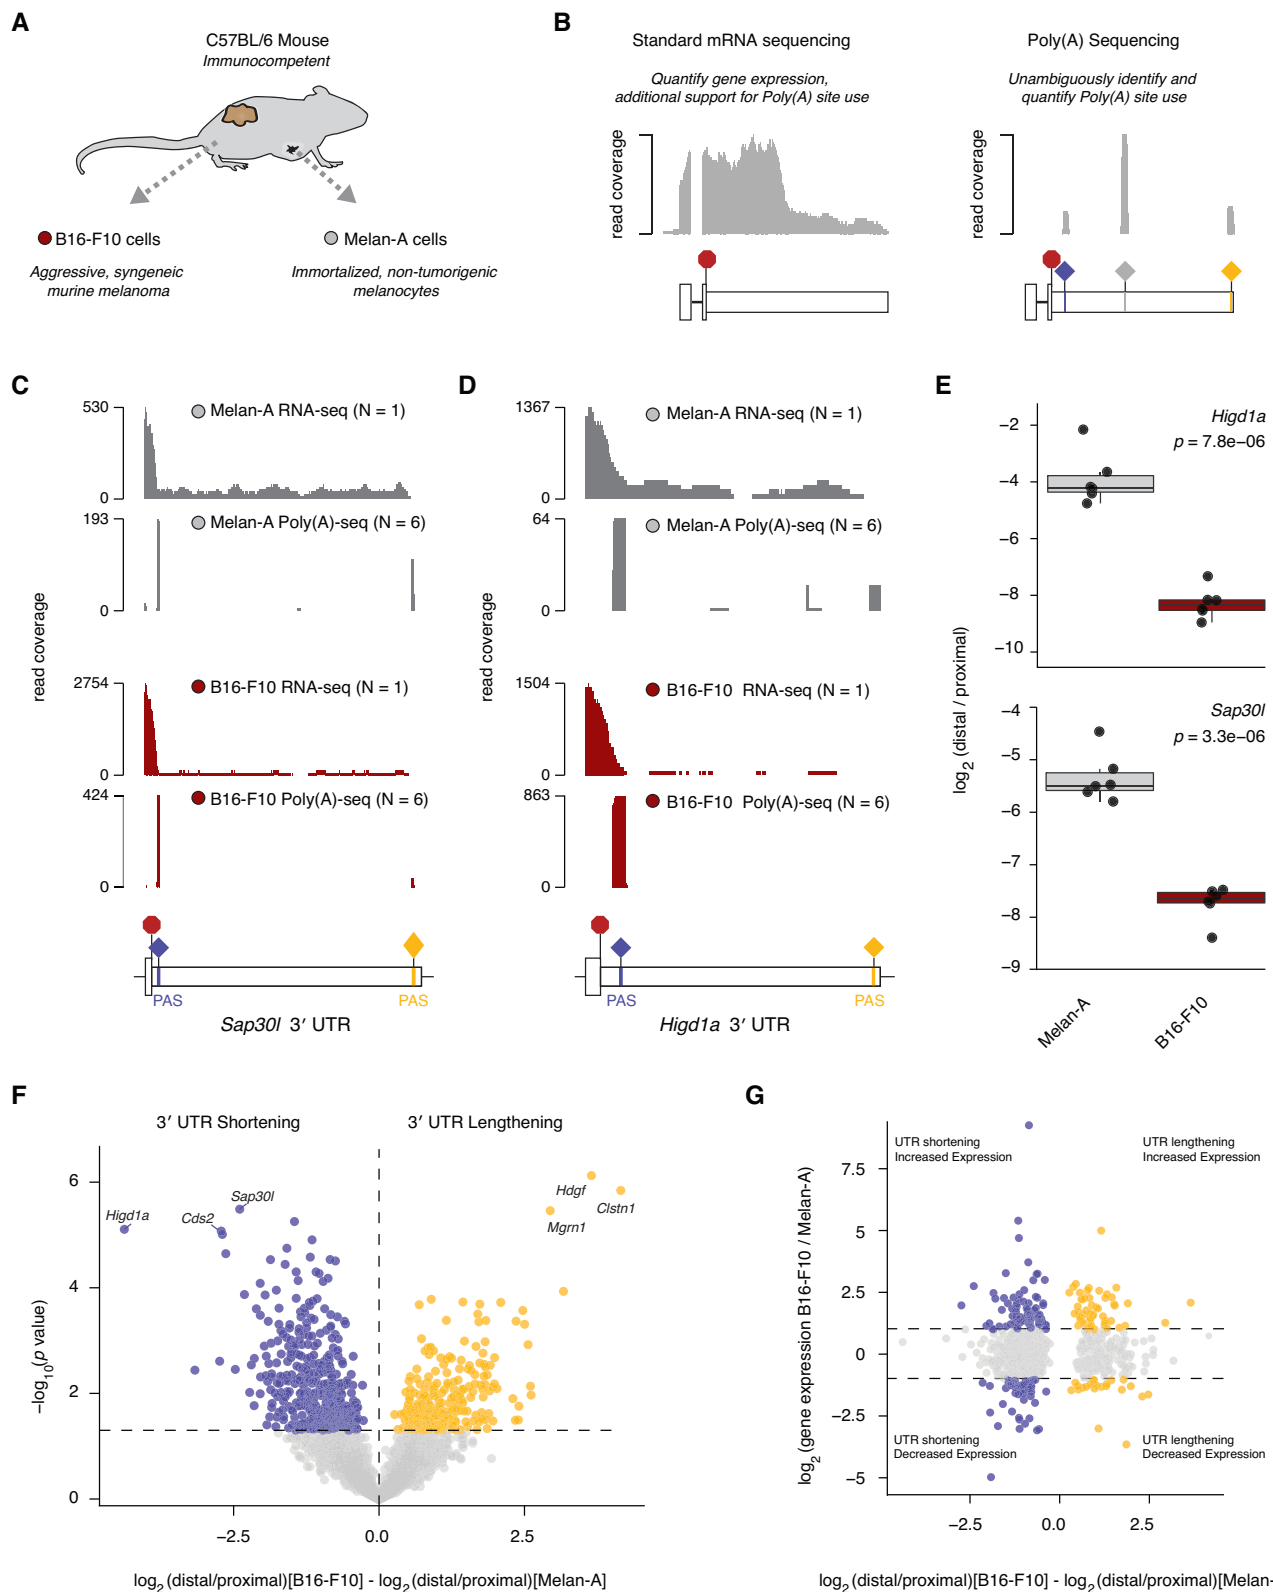 A
C57BL/6 Mouse
Immunocompetent
B16-F10 cells
Aggressive, syngeneic
murine melanoma
Melan-A cells
Immortalized, non-tumorigenic
melanocytes
B
Standard mRNA sequencing
Quantify gene expression,
additional support for Poly(A) site use
read coverage
Poly(A) Sequencing
Unambiguously identify and
quantify Poly(A) site use
read coverage
C
read coverage
530
0
Melan-A RNA-seq (N = 1)
193
0
Melan-A Poly(A)-seq (N = 6)
2754
0
B16-F10 RNA-seq (N = 1)
424
0
B16-F10 Poly(A)-seq (N = 6)
PAS
PAS
Sap30l 3′ UTR
D
read coverage
1367
0
Melan-A RNA-seq (N = 1)
64
0
Melan-A Poly(A)-seq (N = 6)
1504
0
B16-F10 RNA-seq (N = 1)
863
0
B16-F10 Poly(A)-seq (N = 6)
PAS
PAS
Higd1a 3′ UTR
E
log2(distal / proximal)
Higd1a
p = 7.8e−06
−2
−4
−6
−8
−10
Sap30l
p = 3.3e−06
−4
−5
−6
−7
−8
−9
Melan-A
B16-F10
F
3′ UTR Shortening
3′ UTR Lengthening
−log10(p value)
6
4
2
0
Higd1a
Cds2
Sap30l
Hdgf
Clstn1
Mgrn1
−2.5
0.0
2.5
log2(distal/proximal)[B16-F10] - log2(distal/proximal)[Melan-A]
G
log2(gene expression B16-F10 / Melan-A)
7.5
5
2.5
0
−2.5
−5
UTR shortening
Increased Expression
UTR lengthening
Increased Expression
UTR shortening
Decreased Expression
UTR lengthening
Decreased Expression
−2.5
0.0
2.5
log2(distal/proximal)[B16-F10] - log2(distal/proximal)[Melan-